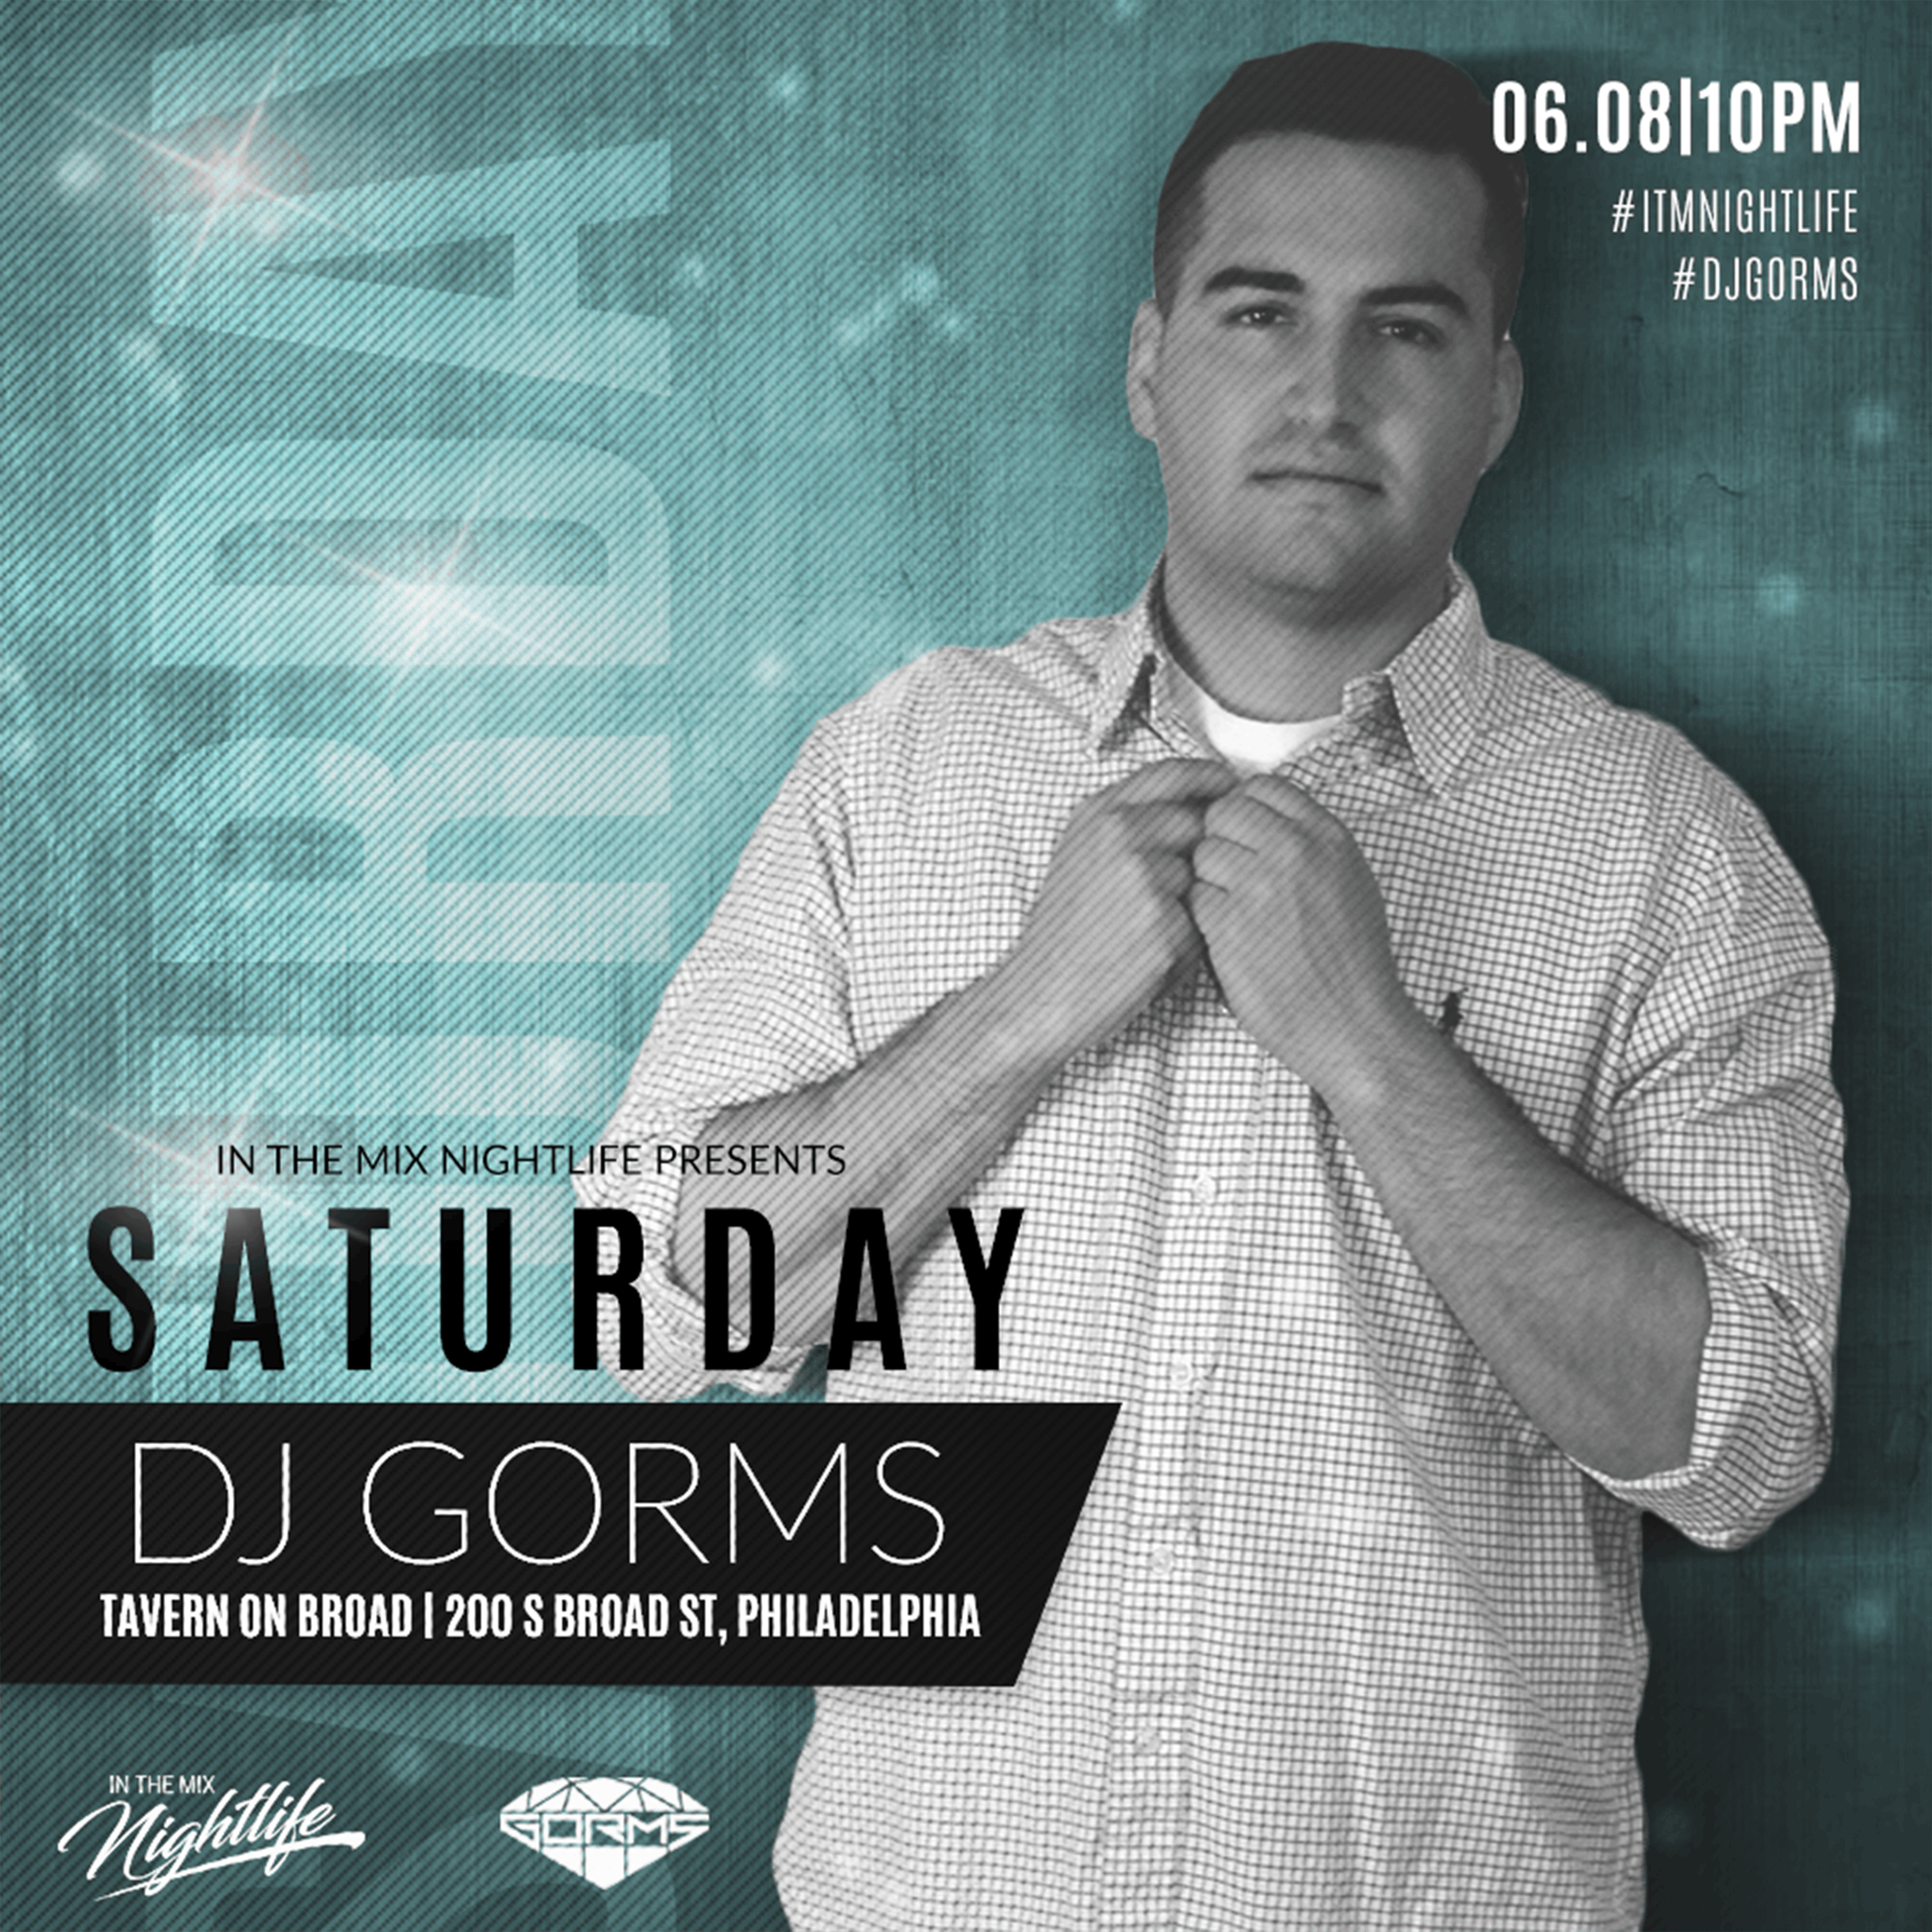 06.08|10PM
#ITMNIGHTLIFE
#DJGORMS
SATURDAY
IN THE MIX NIGHTLIFE PRESENTS
SATURDAY
DJ GORMS
TAVERN ON BROAD | 200 S BROAD ST, PHILADELPHIA
IN THE MIX
Nightlife
GORMS